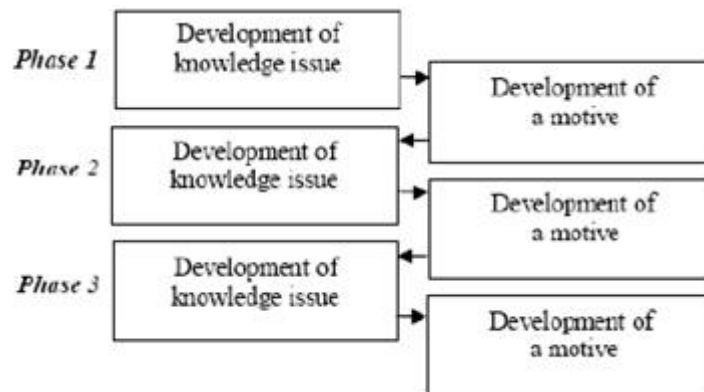 Phase 1
Development of
knowledge issue
Development of
a motive
Phase 2
Development of
knowledge issue
Development of
a motive
Phase 3
Development of
knowledge issue
Development of
a motive